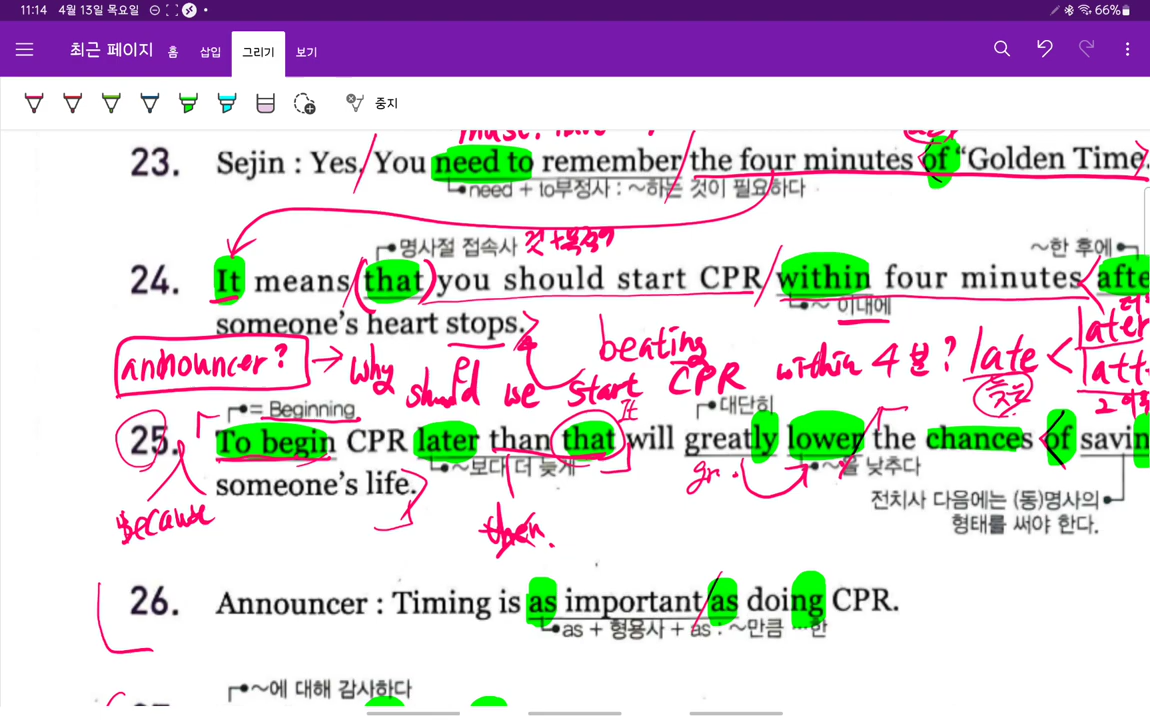 11:14 4월 13일 목요일 66%
최근 페이지 홈 삽입 그리기 보기
중지
23. Sejin : Yes. You need to remember the four minutes of “Golden Time.
need + to부정사 : ~하는 것이 필요하다
명사절 접속사 ~한 후에
24. It means that you should start CPR within four minutes afte
~ 이내에
someone's heart stops.
beating later
announcer? → why should we start CPR within 4분? late
= Beginning 대단히 It
25. To begin CPR later than that will greatly lower the chances of savin
~보다 더 늦게 gr. ~을 낮추다
someone's life.
전치사 다음에는 (동)명사의
형태를 써야 한다.
Because then.
26. Announcer : Timing is as important as doing CPR.
as + 형용사 + as : ~만큼 …한
~에 대해 감사하다